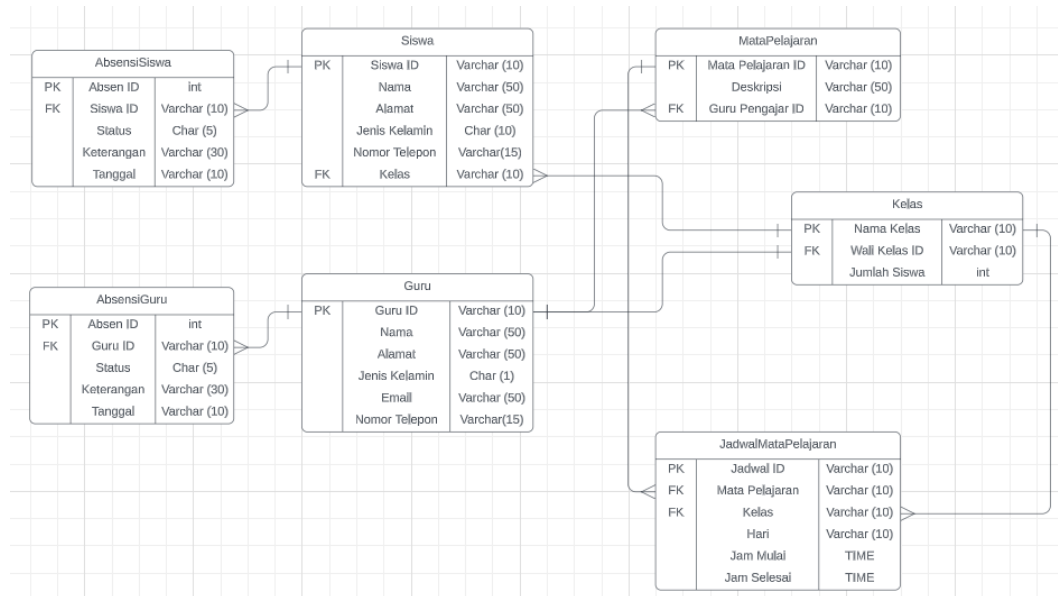 AbsensiSiswa
PK Absen ID int
FK Siswa ID Varchar (10)
Status Char (5)
Keterangan Varchar (30)
Tanggal Varchar (10)
Siswa
PK Siswa ID Varchar (10)
Nama Varchar (50)
Alamat Varchar (50)
Jenis Kelamin Char (10)
Nomor Telepon Varchar(15)
FK Kelas Varchar (10)
MataPelajaran
PK Mata Pelajaran ID Varchar (10)
Deskripsi Varchar (50)
FK Guru Pengajar ID Varchar (10)
Kelas
PK Nama Kelas Varchar (10)
FK Wali Kelas ID Varchar (10)
Jumlah Siswa int
AbsensiGuru
PK Absen ID int
FK Guru ID Varchar (10)
Status Char (5)
Keterangan Varchar (30)
Tanggal Varchar (10)
Guru
PK Guru ID Varchar (10)
Nama Varchar (50)
Alamat Varchar (50)
Jenis Kelamin Char (1)
Email Varchar (50)
Nomor Telepon Varchar(15)
JadwalMataPelajaran
PK Jadwal ID Varchar (10)
FK Mata Pelajaran Varchar (10)
FK Kelas Varchar (10)
Hari Varchar (10)
Jam Mulai TIME
Jam Selesai TIME